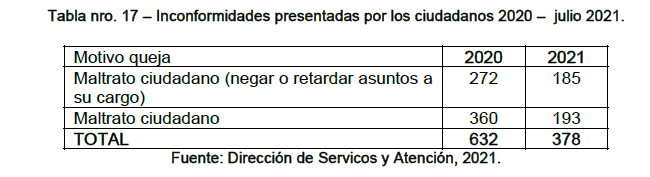 Tabla nro. 17 – Inconformidades presentadas por los ciudadanos 2020 – julio 2021.
Motivo queja 2020 2021
Maltrato ciudadano (negar o retardar asuntos a 272 185
su cargo)
Maltrato ciudadano 360 193
TOTAL 632 378
Fuente: Dirección de Servicos y Atención, 2021.